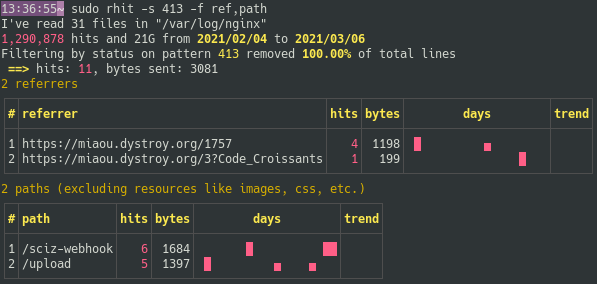 13:36:55~ sudo rhit -s 413 -f ref,path
I've read 31 files in "/var/log/nginx"
1,290,878 hits and 21G from 2021/02/04 to 2021/03/06
Filtering by status on pattern 413 removed 100.00% of total lines
==> hits: 11, bytes sent: 3081
2 referrers
# referrer hits bytes days trend
1 https://miaou.dystroy.org/1757 4 1198
2 https://miaou.dystroy.org/3?Code_Croissants 1 199
2 paths (excluding resources like images, css, etc.)
# path hits bytes days trend
1 /sciz-webhook 6 1684
2 /upload 5 1397